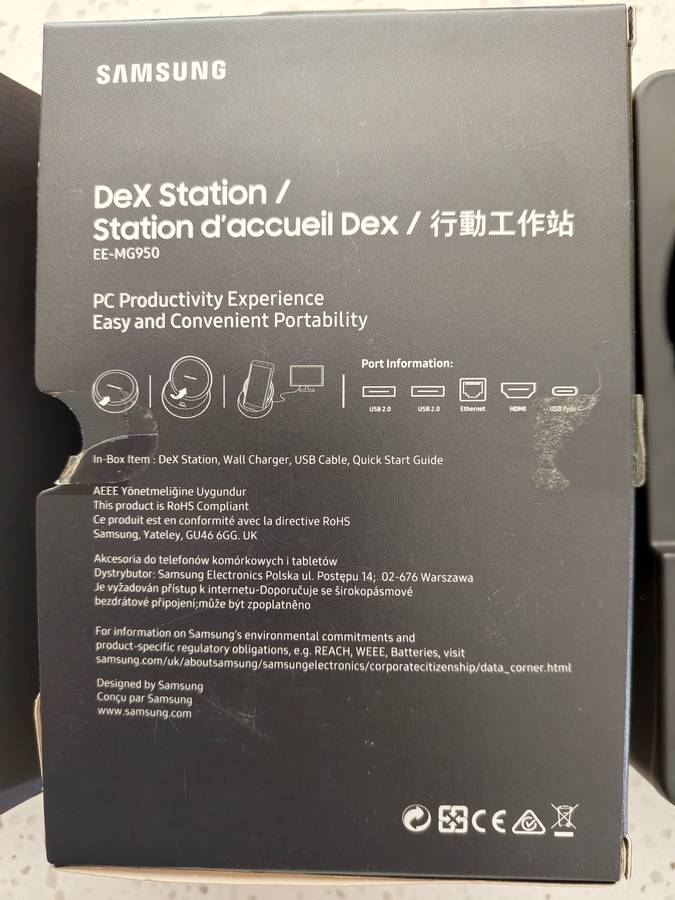 SAMSUNG
DeX Station /
Station d'accueil Dex / 行動工作站
EE-MG950
PC Productivity Experience
Easy and Convenient Portability
Port Information:
USB 2.0 USB 2.0 Ethernet HDMI USB Type C
In-Box Item : DeX Station, Wall Charger, USB Cable, Quick Start Guide
AEEE Yönetmeliğine Uygundur
This product is RoHS Compliant
Ce produit est en conformité avec la directive RoHS
Samsung, Yateley, GU46 6GG. UK
Akcesoria do telefonów komórkowych i tabletów
Dystrybutor: Samsung Electronics Polska ul. Postępu 14; 02-676 Warszawa
Je vyžadován přístup k internetu-Doporučuje se širokopásmové
bezdrátové připojení;může být zpoplatněno
For information on Samsung's environmental commitments and
product-specific regulatory obligations, e.g. REACH, WEEE, Batteries, visit
samsung.com/uk/aboutsamsung/samsungelectronics/corporatecitizenship/data_corner.html
Designed by Samsung
Conçu par Samsung
www.samsung.com
CE